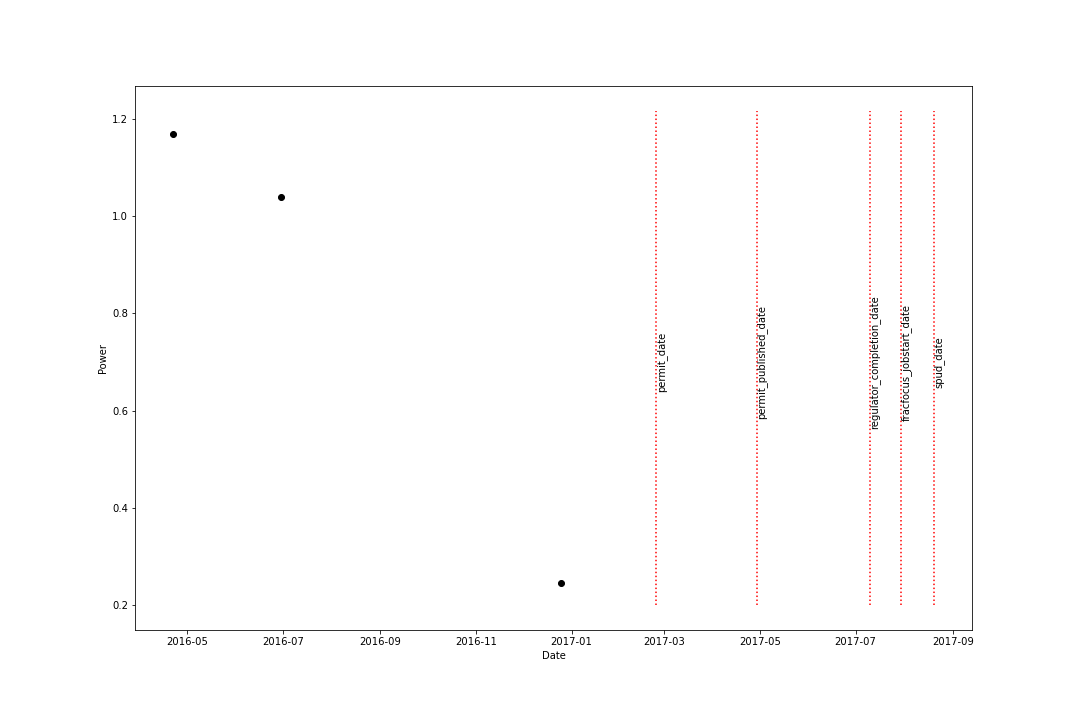 1.2
1.0
0.8
0.6
0.4
0.2
Power
permit_date
permit_published_date
regulator_completion_date
fracfocus_jobstart_date
spud_date
2016-05
2016-07
2016-09
2016-11
2017-01
2017-03
2017-05
2017-07
2017-09
Date